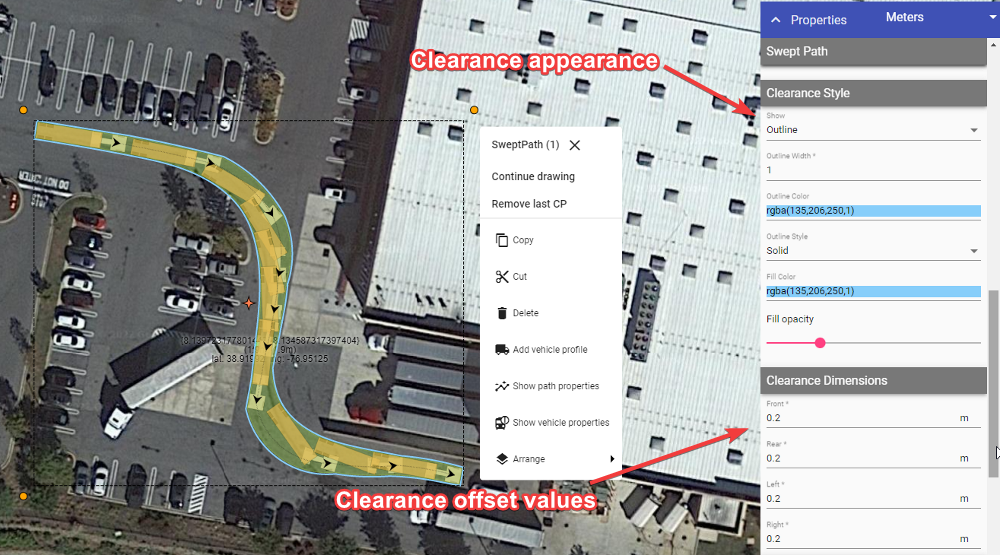 Properties
Meters
Swept Path
Clearance appearance
Clearance Style
Show
Outline
Outline Width *
1
Outline Color
rgba(135,206,250,1)
Outline Style
Solid
Fill Color
rgba(135,206,250,1)
Fill opacity
Clearance Dimensions
Front *
0.2 m
Rear *
0.2 m
Left *
0.2 m
Right *
0.2 m
SweptPath (1)
Continue drawing
Remove last CP
Copy
Cut
Delete
Add vehicle profile
Show path properties
Show vehicle properties
Arrange
Clearance offset values
DO NOT ENTER